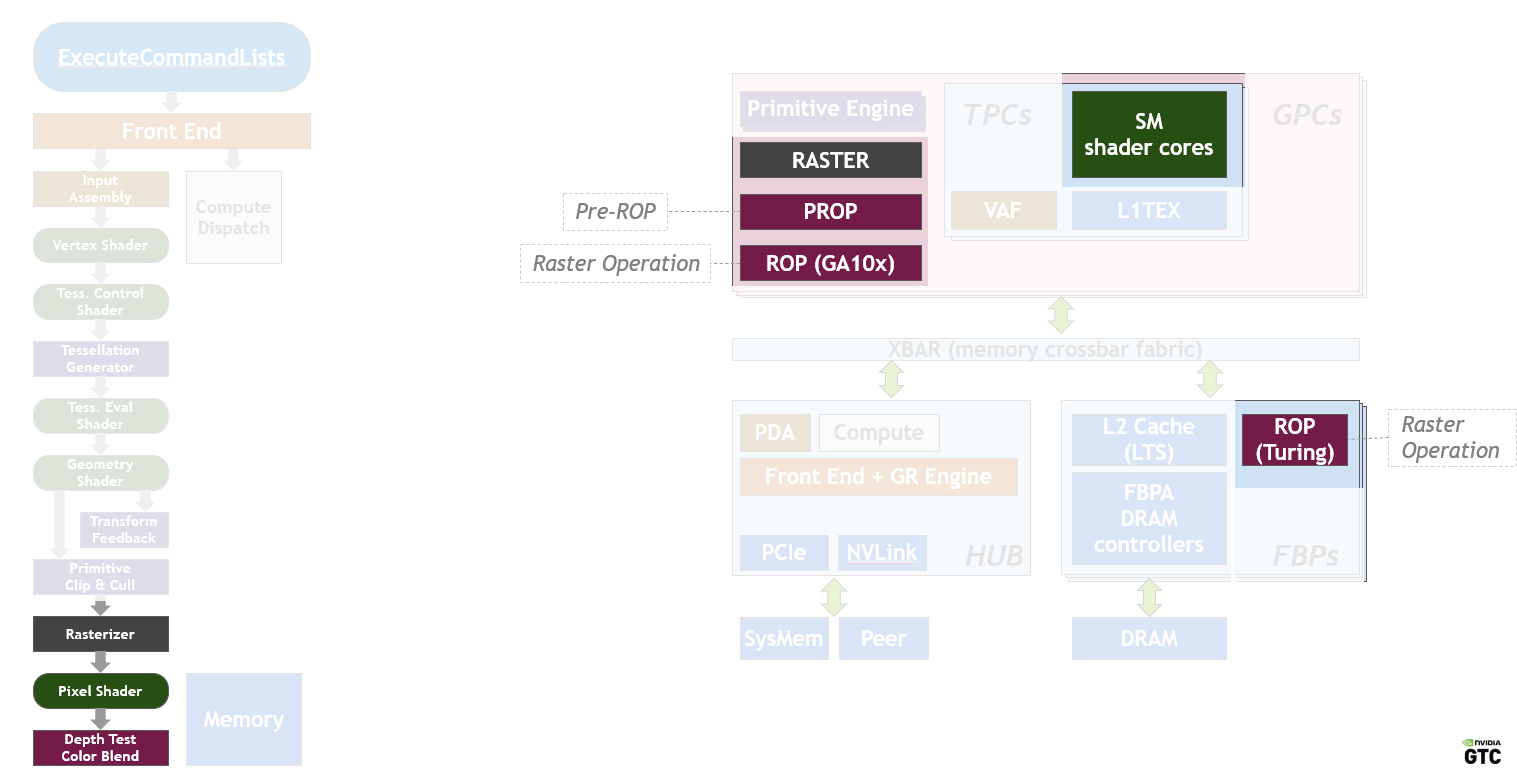 ExecuteCommandLists
Front End
Input
Assembly
Compute
Dispatch
Vertex Shader
Tess. Control
Shader
Tessellation
Generator
Tess. Eval
Shader
Geometry
Shader
Transform
Feedback
Primitive
Clip & Cull
Rasterizer
Pixel Shader
Depth Test
Color Blend
Memory
Primitive Engine
TPCs
SM
shader cores
GPCs
RASTER
Pre-ROP
PROP
VAF
L1TEX
Raster Operation
ROP (GA10x)
XBAR (memory crossbar fabric)
PDA
Compute
Front End + GR Engine
PCIe
NVLink
HUB
L2 Cache
(LTS)
ROP
(Turing)
Raster
Operation
FBPA
DRAM
controllers
FBPs
SysMem
Peer
DRAM
NVIDIA
GTC